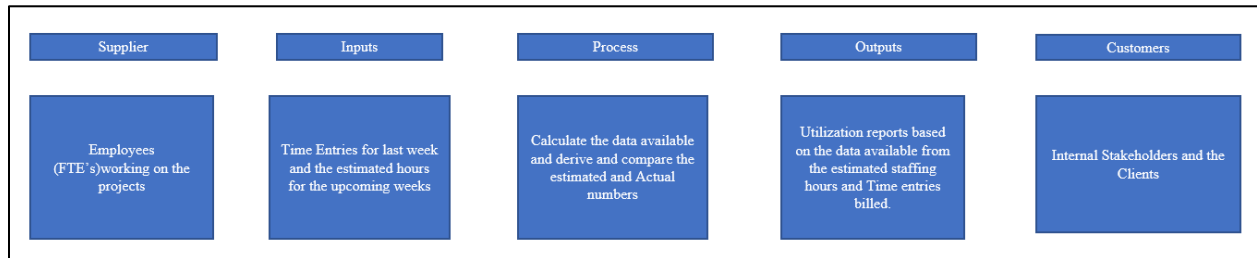 Supplier
Inputs
Process
Outputs
Customers
Employees
(FTE's)working on the
projects
Time Entries for last week
and the estimated hours
for the upcoming weeks
Calculate the data available
and derive and compare the
estimated and Actual
numbers
Utilization reports based
on the data available from
the estimated staffing
hours and Time entries
billed.
Internal Stakeholders and the
Clients